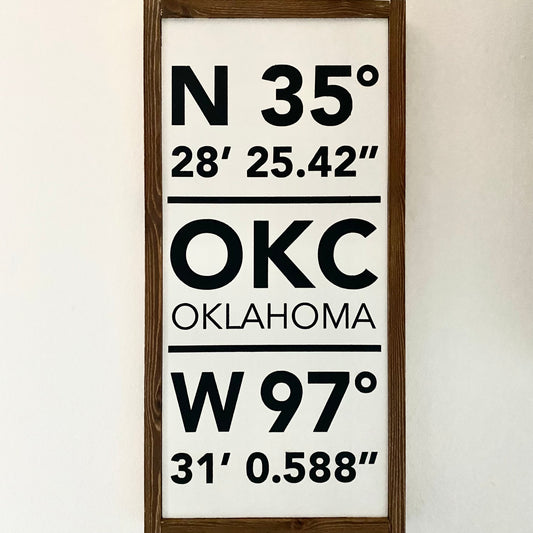 N 35°
28’ 25.42”
OKC
OKLAHOMA
W 97°
31’ 0.588”